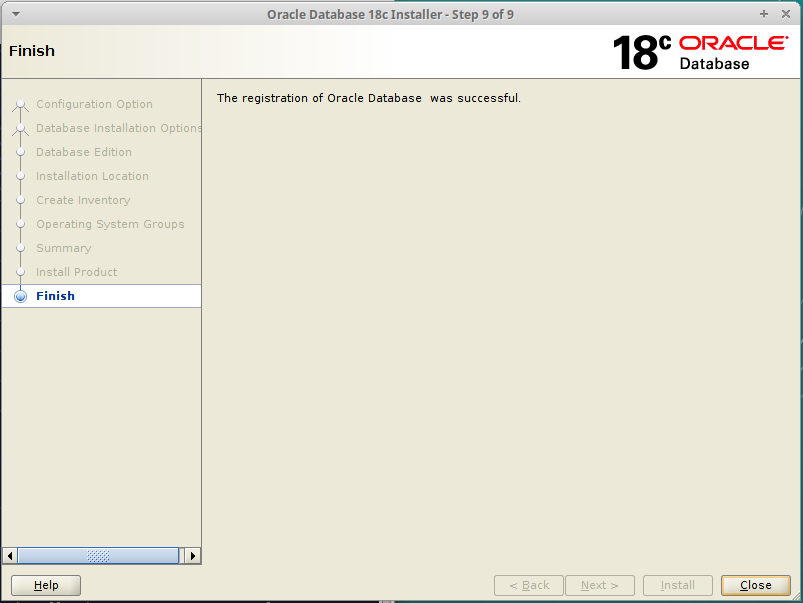 Oracle Database 18c Installer - Step 9 of 9
Finish
18c ORACLE
Database
Configuration Option
Database Installation Options
Database Edition
Installation Location
Create Inventory
Operating System Groups
Summary
Install Product
Finish
The registration of Oracle Database  was successful.
Help
< Back
Next >
Install
Close